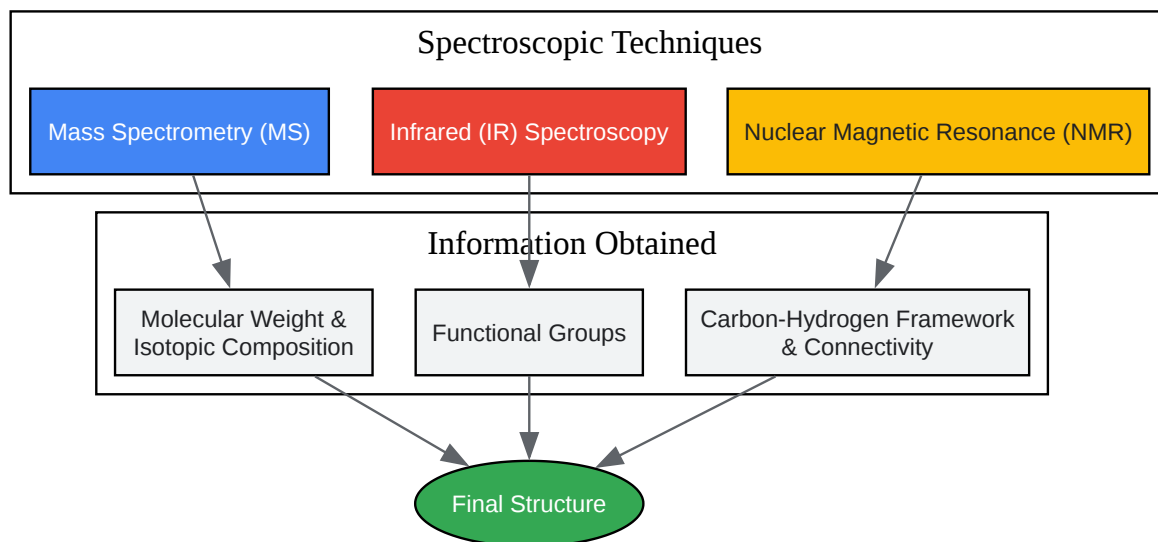 Spectroscopic Techniques
Mass Spectrometry (MS)
Infrared (IR) Spectroscopy
Nuclear Magnetic Resonance (NMR)
Information Obtained
Molecular Weight &
Isotopic Composition
Functional Groups
Carbon-Hydrogen Framework
& Connectivity
Final Structure